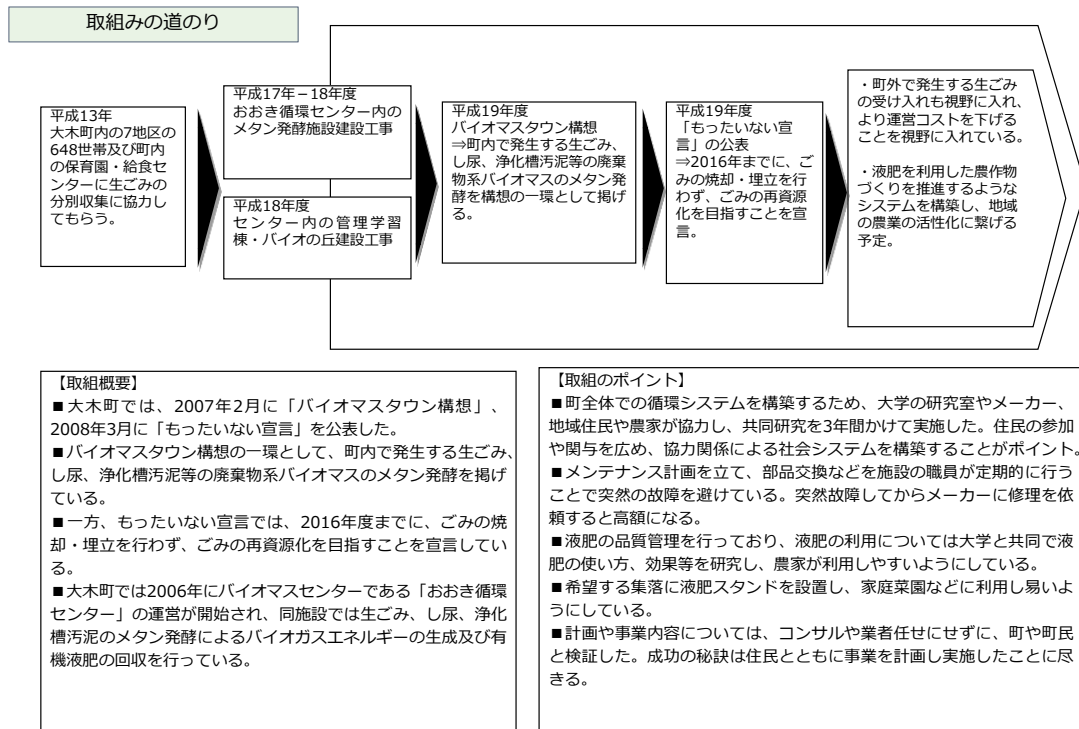 取組みの道のり
平成13年
大木町内の7地区の
648世帯及び町内
の保育園・給食セ
ンターに生ごみの
分別収集に協力し
てもらう。
平成17年－18年度
おおき循環センター内の
メタン発酵施設建設工事
平成18年度
センター内の管理学習
棟・バイオの丘建設工事
平成19年度
バイオマスタウン構想
⇒町内で発生する生ごみ、
し尿、浄化槽汚泥等の廃棄
物系バイオマスのメタン発
酵を構想の一環として掲げ
る。
平成19年度
「もったいない宣
言」の公表
⇒2016年までに、ご
みの焼却・埋立を行
わず、ごみの再資源
化を目指すことを宣
言。
・町外で発生する生ごみ
の受け入れも視野に入れ、
より運営コストを下げる
ことを視野に入れている。
・液肥を利用した農作物
づくりを推進するような
システムを構築し、地域
の農業の活性化に繋げる
予定。
【取組概要】
■大木町では、2007年2月に「バイオマスタウン構想」、
2008年3月に「もったいない宣言」を公表した。
■バイオマスタウン構想の一環として、町内で発生する生ごみ、
し尿、浄化槽汚泥等の廃棄物系バイオマスのメタン発酵を掲げ
ている。
■一方、もったいない宣言では、2016年度までに、ごみの焼
却・埋立を行わず、ごみの再資源化を目指すことを宣言してい
る。
■大木町では2006年にバイオマスセンターである「おおき循環
センター」の運営が開始され、同施設では生ごみ、し尿、浄化
槽汚泥のメタン発酵によるバイオガスエネルギーの生成及び有
機液肥の回収を行っている。
【取組のポイント】
■町全体での循環システムを構築するため、大学の研究室やメーカー、
地域住民や農家が協力し、共同研究を3年間かけて実施した。住民の参加
や関与を広め、協力関係による社会システムを構築することがポイント。
■メンテナンス計画を立て、部品交換などを施設の職員が定期的に行う
ことで突然の故障を避けている。突然故障してからメーカーに修理を依
頼すると高額になる。
■液肥の品質管理を行っており、液肥の利用については大学と共同で液
肥の使い方、効果等を研究し、農家が利用しやすいようにしている。
■希望する集落に液肥スタンドを設置し、家庭菜園などに利用し易いよ
うにしている。
■計画や事業内容については、コンサルや業者任せにせずに、町や町民
と検証した。成功の秘訣は住民とともに事業を計画し実施したことに尽
きる。